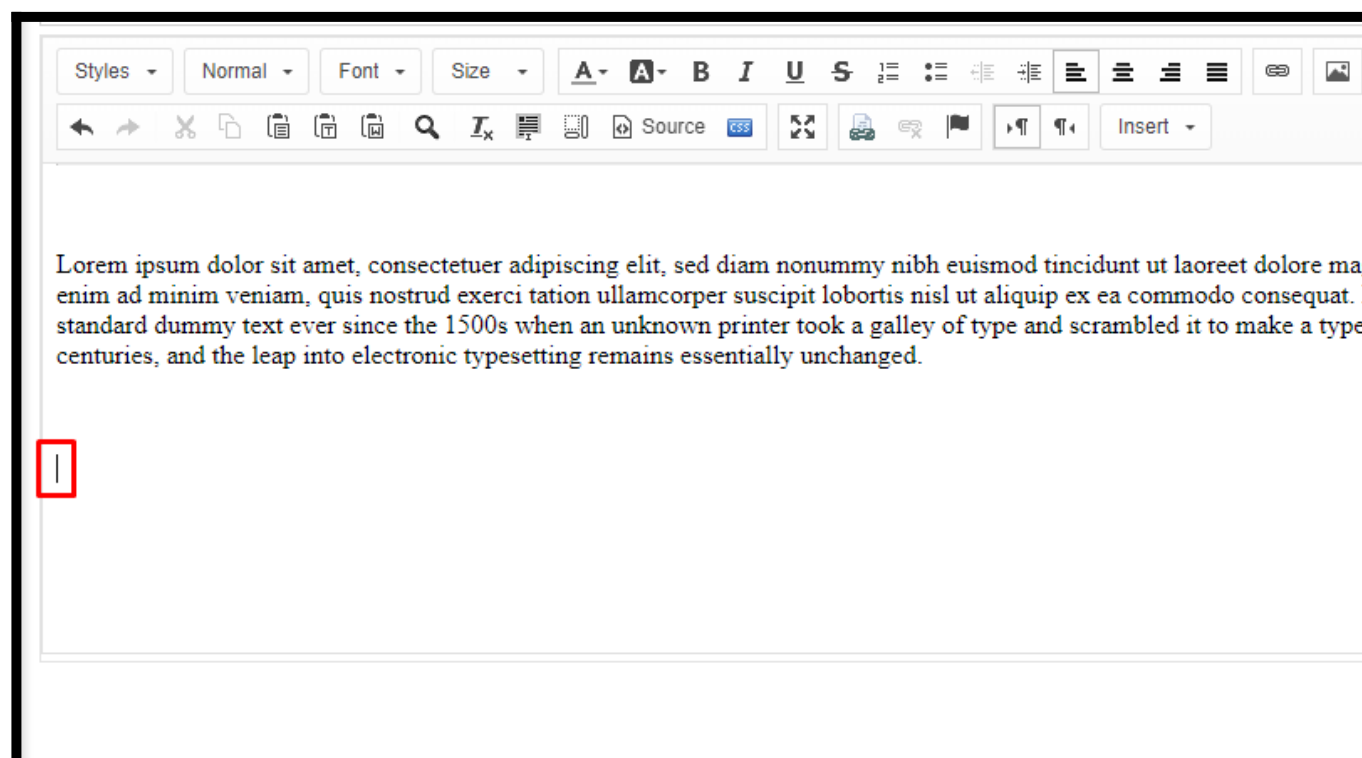 Styles Normal Font Size A A B I U S
Tx Source CSS Insert
Lorem ipsum dolor sit amet, consectetuer adipiscing elit, sed diam nonummy nibh euismod tincidunt ut laoreet dolore ma
enim ad minim veniam, quis nostrud exerci tation ullamcorper suscipit lobortis nisl ut aliquip ex ea commodo consequat.
standard dummy text ever since the 1500s when an unknown printer took a galley of type and scrambled it to make a type
centuries, and the leap into electronic typesetting remains essentially unchanged.